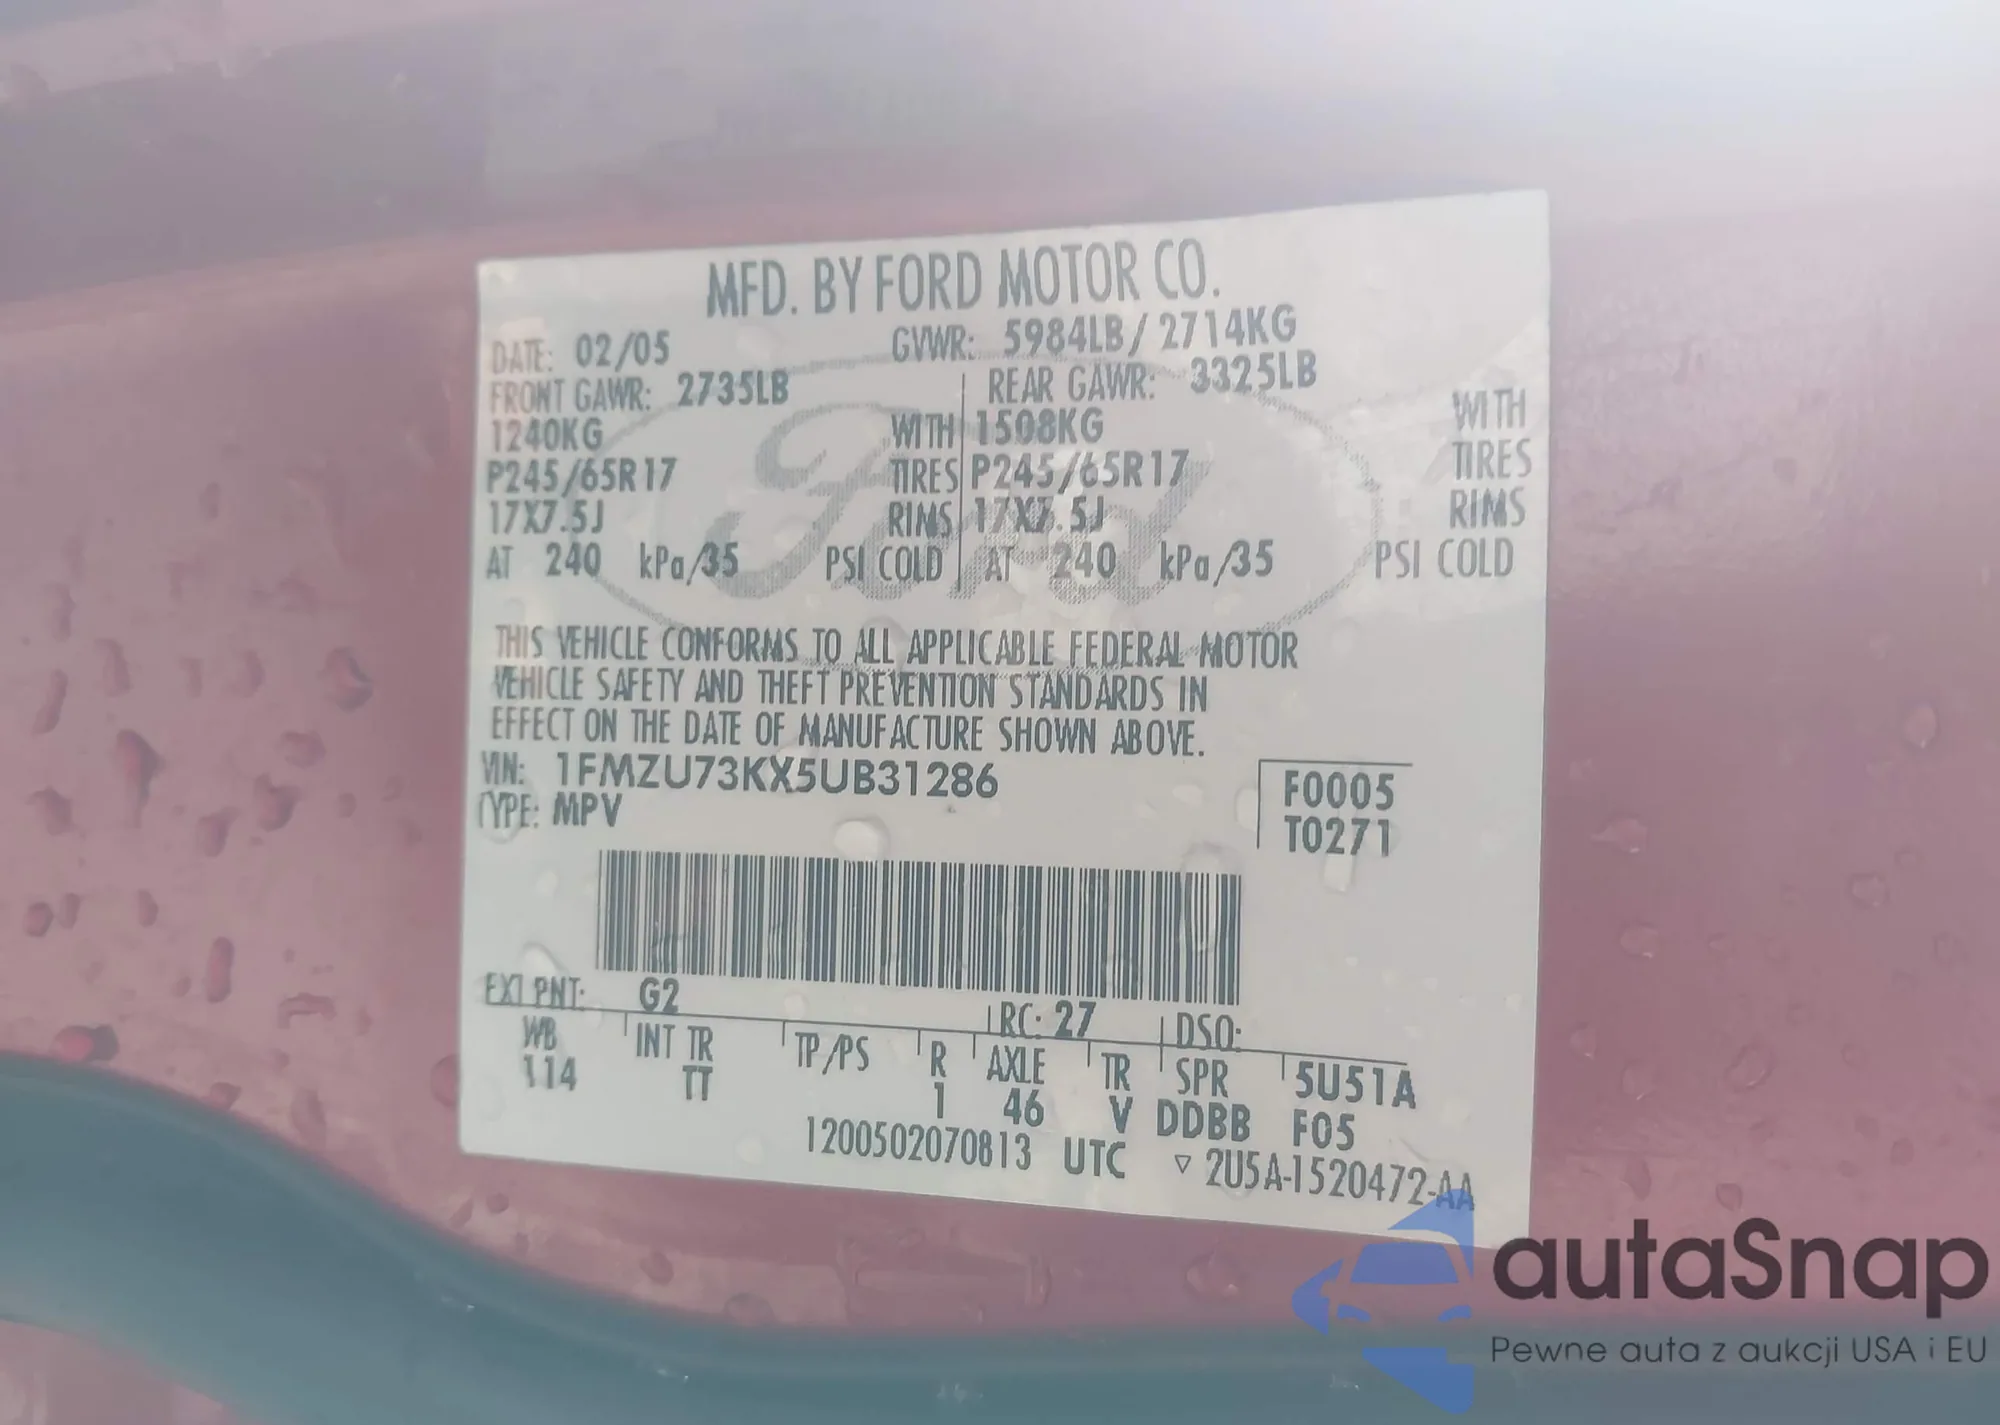 MFD. BY FORD MOTOR CO.
DATE: 02/05 GVWR: 5984LB / 2714KG
FRONT GAWR: 2735LB REAR GAWR: 3325LB
1240KG WITH 1508KG WITH
P245/65R17 TIRES P245/65R17 TIRES
17X7.5J RIMS 17X7.5J RIMS
AT 240 kPa/35 PSI COLD AT 240 kPa/35 PSI COLD
Ford
THIS VEHICLE CONFORMS TO ALL APPLICABLE FEDERAL MOTOR
VEHICLE SAFETY AND THEFT PREVENTION STANDARDS IN
EFFECT ON THE DATE OF MANUFACTURE SHOWN ABOVE.
VIN: 1FMZU73KX5UB31286 F0005
TYPE: MPV T0271
EXT PNT: G2 RC: 27 DSO:
WB INT TR TP/PS R AXLE TR SPR 5U51A
114 TT 1 46 V DDBB F05
1200502070813 UTC ▽ 2U5A-1520472-AA
autaSnap
Pewne auta z aukcji USA i EU